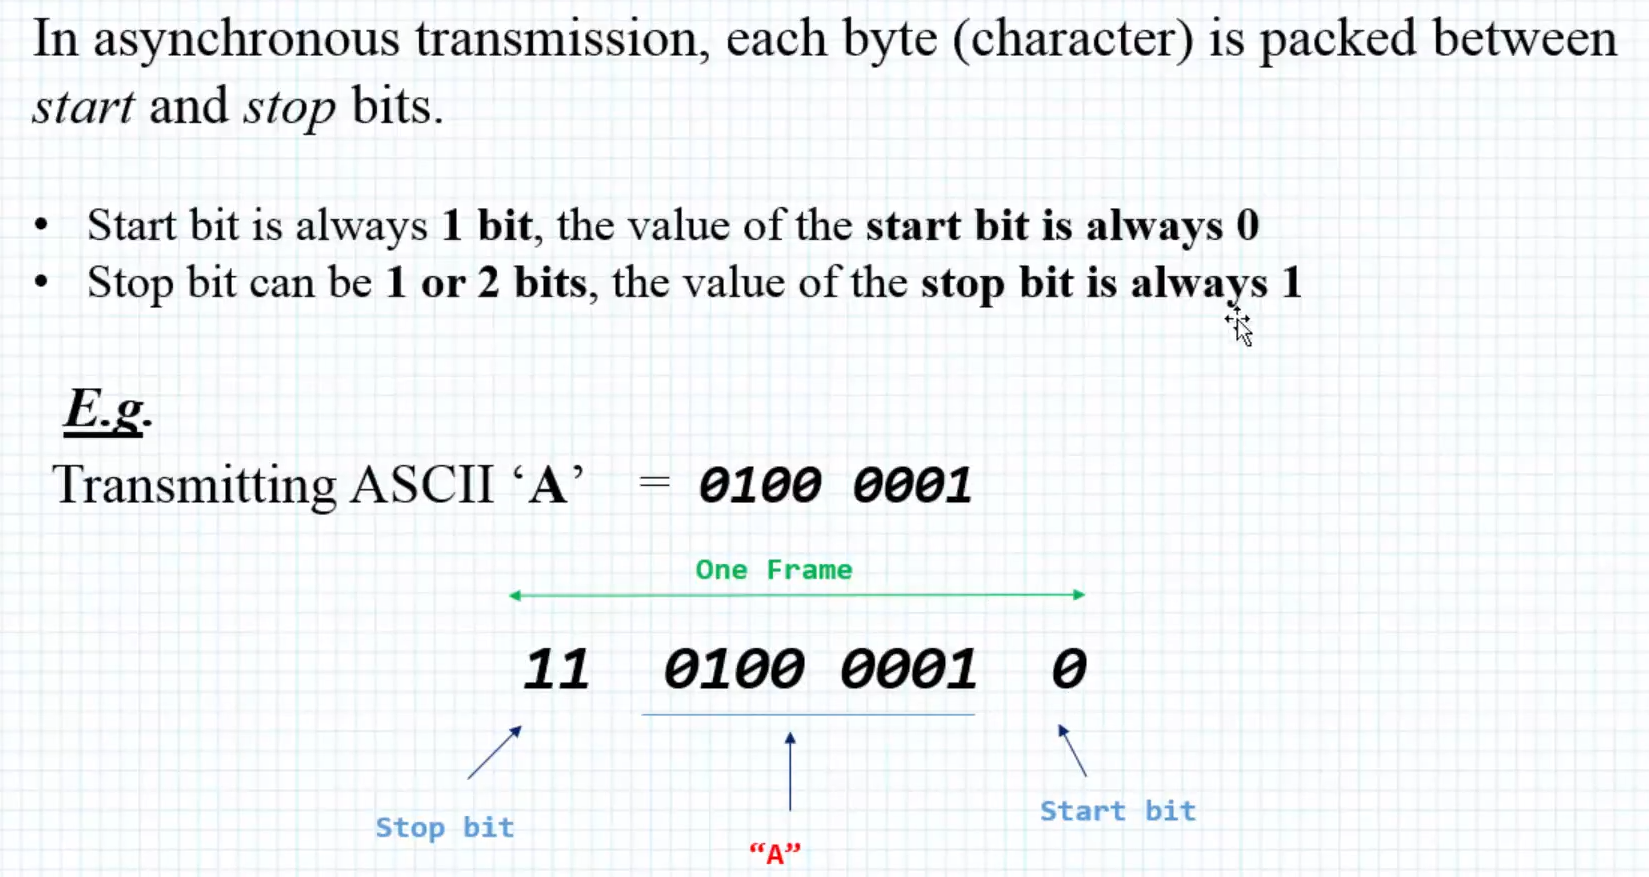 In asynchronous transmission, each byte (character) is packed between
start and stop bits.
• Start bit is always 1 bit, the value of the start bit is always 0
• Stop bit can be 1 or 2 bits, the value of the stop bit is always 1
E.g.
Transmitting ASCII ‘A’ = 0100 0001
One Frame
11 0100 0001 0
Stop bit
“A”
Start bit